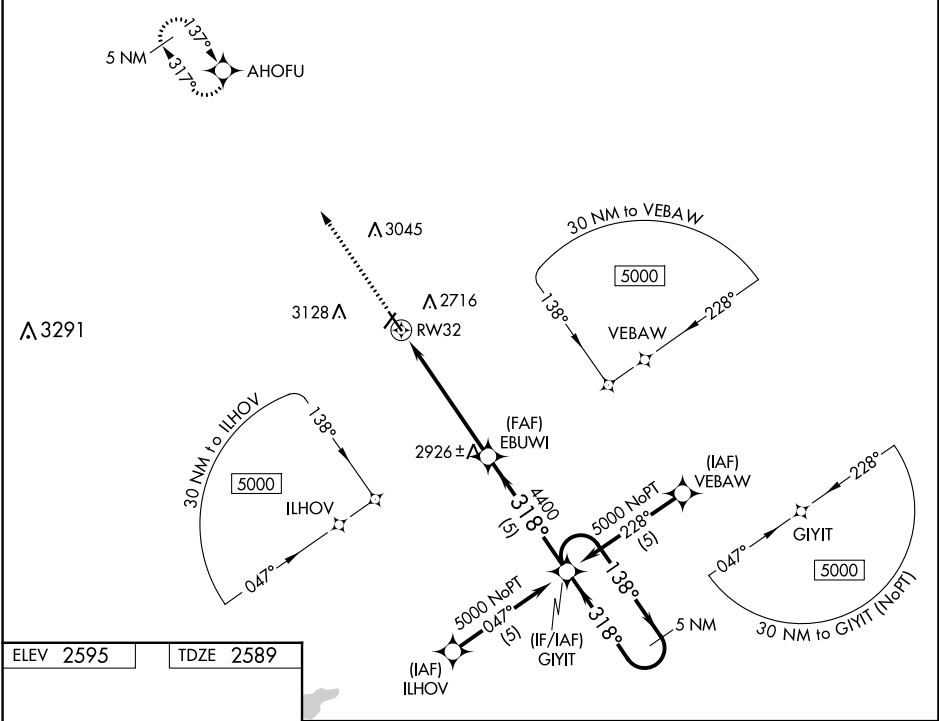 137°
5 NM
317°
AHOFU
3045
3128
2716
RW32
3291
30 NM to VEBAW
5000
138°
228°
VEBAW
30 NM to ILHOV
138°
5000
ILHOV
047°
(FAF)
EBUWI
2926±
4400
318°
(5)
(IAF)
VEBAW
5000 NoPT
228°
(5)
228°
GIYIT
047°
5000
30 NM to GIYIT (NoPT)
138°
318°
5 NM
5000 NoPT
047°
(5)
(IF/IAF)
GIYIT
(IAF)
ILHOV
ELEV 2595
TDZE 2589